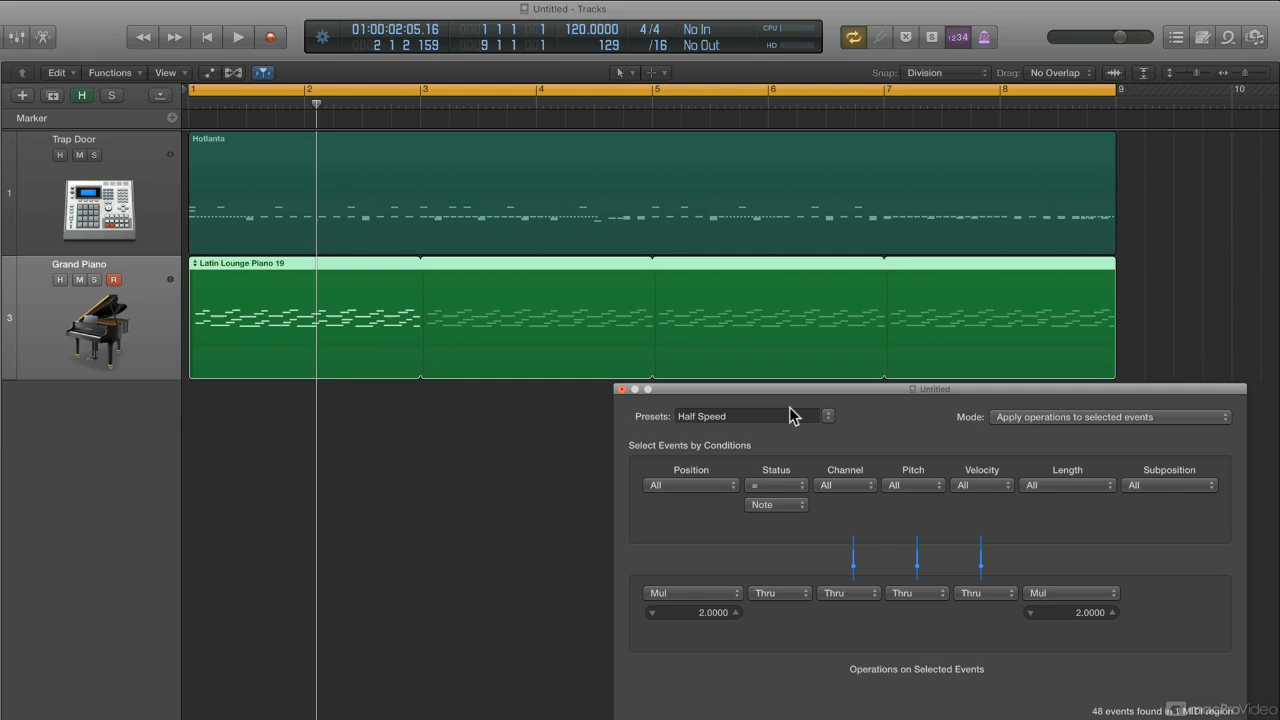 Untitled - Tracks
01:00:02:05.16 000 1 1 1 00 1 120.0000 4/4 No In CPU
2 1 2 159 00 9 1 1 00 1 129 /16 No Out HD
S 1234
Edit Functions View Snap: Division Drag: No Overlap
H S
1 2 3 4 5 6 7 8 9 10
Marker
Trap Door
Hotlanta
H M S
1
Grand Piano
Latin Lounge Piano 19
H M S R
3
Untitled
Presets: Half Speed Mode: Apply operations to selected events
Select Events by Conditions
Position Status Channel Pitch Velocity Length Subposition
All = All All All All All
Note
Mul Thru Thru Thru Thru Mul
2.0000 2.0000
Operations on Selected Events
48 events found in 1 MIDI region
macProVideo